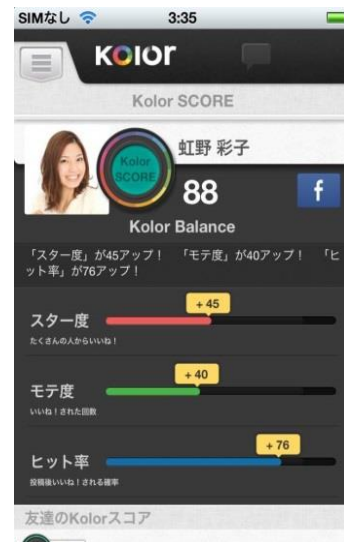 SIMなし 3:35
KOlOr
Kolor SCORE
Kolor
SCORE
虹野 彩子
88
f
Kolor Balance
「スター度」が45アップ！ 「モテ度」が40アップ！ 「ヒ
ット率」が76アップ！
+ 45
スター度
たくさんの人からいいね！
+ 40
モテ度
いいね！された回数
+ 76
ヒット率
投稿後いいね！される確率
友達のKolorスコア